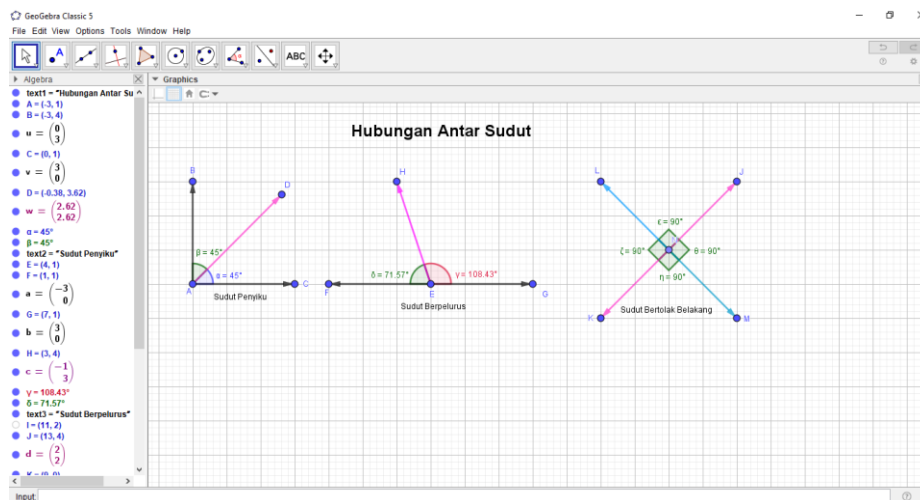 GeoGebra Classic 5
File Edit View Options Tools Window Help
ABC
Algebra
Graphics
text1 = "Hubungan Antar Su
A = (-3, 1)
B = (-3, 4)
u = (0
3)
C = (0, 1)
v = (3
0)
D = (-0.38, 3.62)
w = (2.62
2.62)
α = 45°
β = 45°
text2 = "Sudut Penyiku"
E = (4, 1)
F = (1, 1)
a = (-3
0)
G = (7, 1)
b = (3
0)
H = (3, 4)
c = (-1
3)
γ = 108.43°
δ = 71.57°
text3 = "Sudut Berpelurus"
I = (11, 2)
J = (13, 4)
d = (2
2)
Input:
Hubungan Antar Sudut
B
D
β = 45°
α = 45°
A
C
Sudut Penyiku
H
δ = 71.57°
γ = 108.43°
F
E
G
Sudut Berpelurus
L
J
ε = 90°
ζ = 90°
θ = 90°
η = 90°
K
M
Sudut Bertolak Belakang